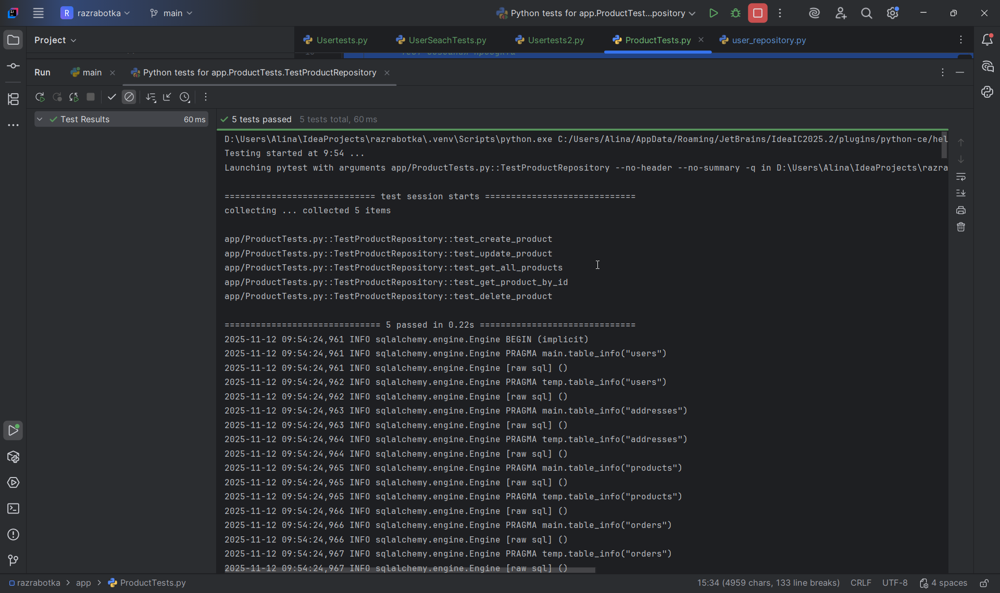 R razrabotka main Python tests for app.ProductTest...pository
Project Usertests.py UserSeachTests.py Usertests2.py ProductTests.py user_repository.py
Run main Python tests for app.ProductTests.TestProductRepository
Test Results 60 ms 5 tests passed 5 tests total, 60 ms
D:\Users\Alina\IdeaProjects\razrabotka\.venv\Scripts\python.exe C:/Users/Alina/AppData/Roaming/JetBrains/IdeaIC2025.2/plugins/python-ce/hel
Testing started at 9:54 ...
Launching pytest with arguments app/ProductTests.py::TestProductRepository --no-header --no-summary -q in D:\Users\Alina\IdeaProjects\razra
============================= test session starts =============================
collecting ... collected 5 items
app/ProductTests.py::TestProductRepository::test_create_product
app/ProductTests.py::TestProductRepository::test_update_product
app/ProductTests.py::TestProductRepository::test_get_all_products
app/ProductTests.py::TestProductRepository::test_get_product_by_id
app/ProductTests.py::TestProductRepository::test_delete_product
============================== 5 passed in 0.22s ==============================
2025-11-12 09:54:24,961 INFO sqlalchemy.engine.Engine BEGIN (implicit)
2025-11-12 09:54:24,961 INFO sqlalchemy.engine.Engine PRAGMA main.table_info("users")
2025-11-12 09:54:24,961 INFO sqlalchemy.engine.Engine [raw sql] ()
2025-11-12 09:54:24,962 INFO sqlalchemy.engine.Engine PRAGMA temp.table_info("users")
2025-11-12 09:54:24,962 INFO sqlalchemy.engine.Engine [raw sql] ()
2025-11-12 09:54:24,963 INFO sqlalchemy.engine.Engine PRAGMA main.table_info("addresses")
2025-11-12 09:54:24,963 INFO sqlalchemy.engine.Engine [raw sql] ()
2025-11-12 09:54:24,964 INFO sqlalchemy.engine.Engine PRAGMA temp.table_info("addresses")
2025-11-12 09:54:24,964 INFO sqlalchemy.engine.Engine [raw sql] ()
2025-11-12 09:54:24,965 INFO sqlalchemy.engine.Engine PRAGMA main.table_info("products")
2025-11-12 09:54:24,965 INFO sqlalchemy.engine.Engine [raw sql] ()
2025-11-12 09:54:24,965 INFO sqlalchemy.engine.Engine PRAGMA temp.table_info("products")
2025-11-12 09:54:24,966 INFO sqlalchemy.engine.Engine [raw sql] ()
2025-11-12 09:54:24,966 INFO sqlalchemy.engine.Engine PRAGMA main.table_info("orders")
2025-11-12 09:54:24,966 INFO sqlalchemy.engine.Engine [raw sql] ()
2025-11-12 09:54:24,967 INFO sqlalchemy.engine.Engine PRAGMA temp.table_info("orders")
2025-11-12 09:54:24,967 INFO sqlalchemy.engine.Engine [raw sql] ()
razrabotka > app > ProductTests.py 15:34 (4959 chars, 133 line breaks) CRLF UTF-8 4 spaces